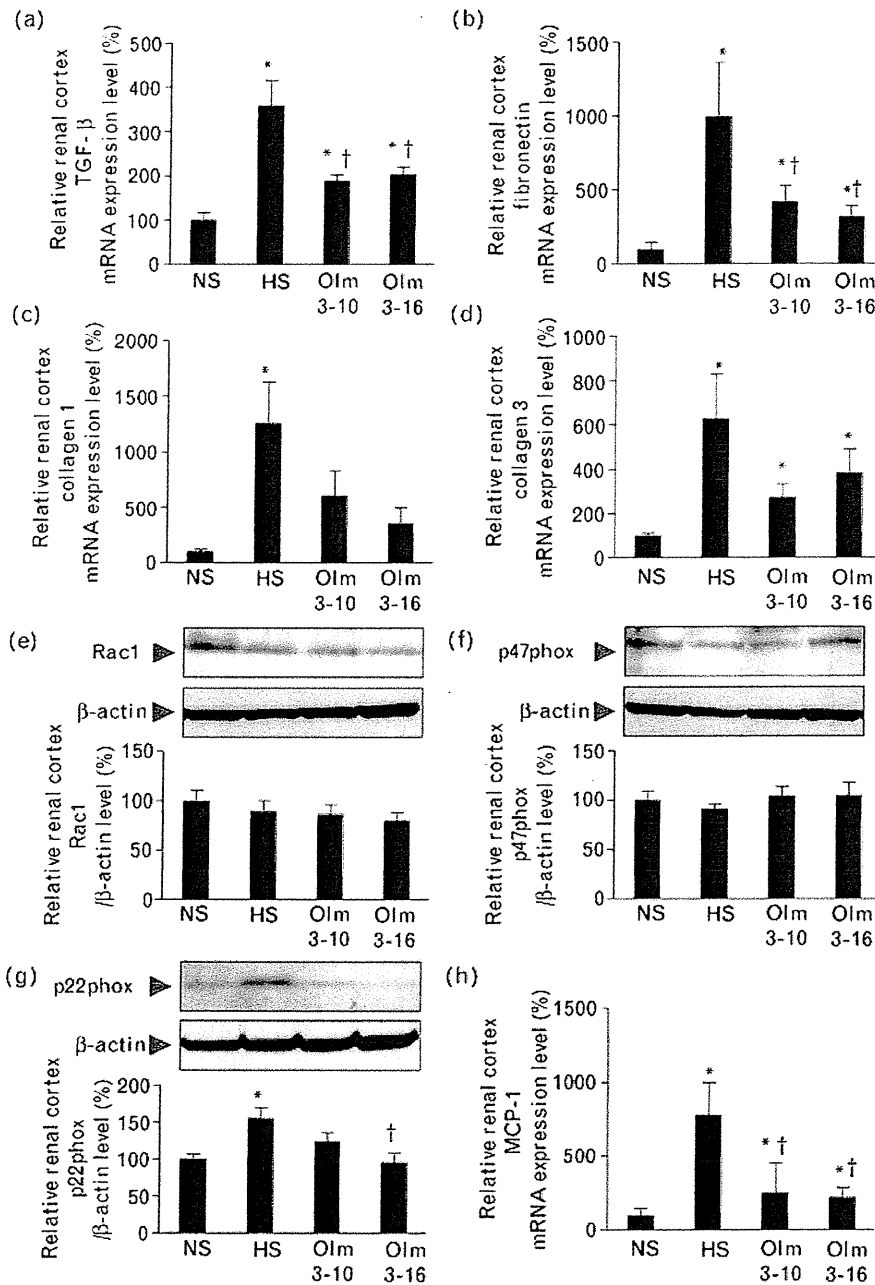 (a)
Relative renal cortex
TGF-β
mRNA expression level (%)
500
400
300
200
100
0
*
* †
* †
NS HS Olm 3-10 Olm 3-16
(b)
Relative renal cortex
fibronectin
mRNA expression level (%)
1500
1000
500
0
*
* †
*†
NS HS Olm 3-10 Olm 3-16
(c)
Relative renal cortex
collagen 1
mRNA expression level (%)
2000
1500
1000
500
0
*
NS HS Olm 3-10 Olm 3-16
(d)
Relative renal cortex
collagen 3
mRNA expression level (%)
1000
800
600
400
200
0
*
*
*
NS HS Olm 3-10 Olm 3-16
(e)
Rac1
β-actin
Relative renal cortex
Rac1
/β-actin level (%)
150
100
50
0
NS HS Olm 3-10 Olm 3-16
(f)
p47phox
β-actin
Relative renal cortex
p47phox
/β-actin level (%)
150
100
50
0
NS HS Olm 3-10 Olm 3-16
(g)
p22phox
β-actin
Relative renal cortex
p22phox
/β-actin level (%)
200
150
100
50
0
*
†
NS HS Olm 3-10 Olm 3-16
(h)
Relative renal cortex
MCP-1
mRNA expression level (%)
1500
1000
500
0
*
* †
*†
NS HS Olm 3-10 Olm 3-16